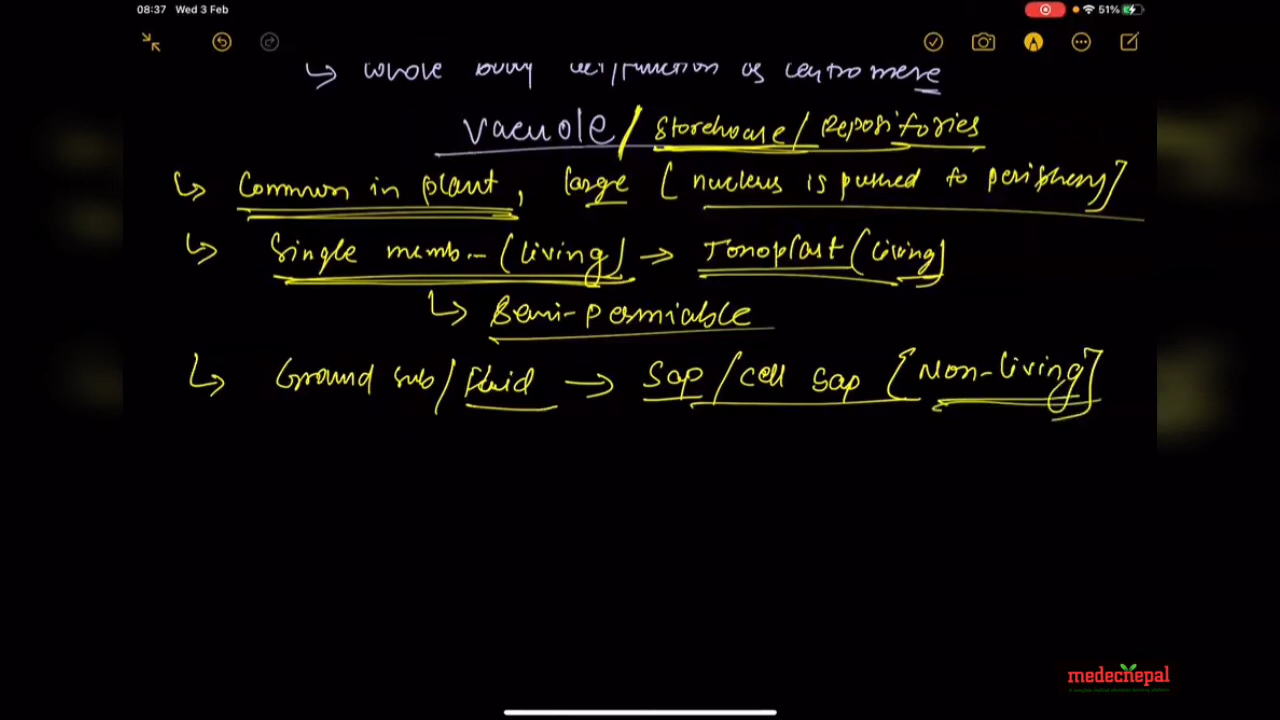 08:37 Wed 3 Feb 51%
↳ whole body function of centromere
Vacuole / Storehouse / Repositories
↳ Common in plant, large [nucleus is pushed to periphery]
↳ Single memb.- (living) → Tonoplast (living)
↳ Semi-permiable
↳ Ground sub/fluid → Sap/cell sap [Non-living]
medecnepal